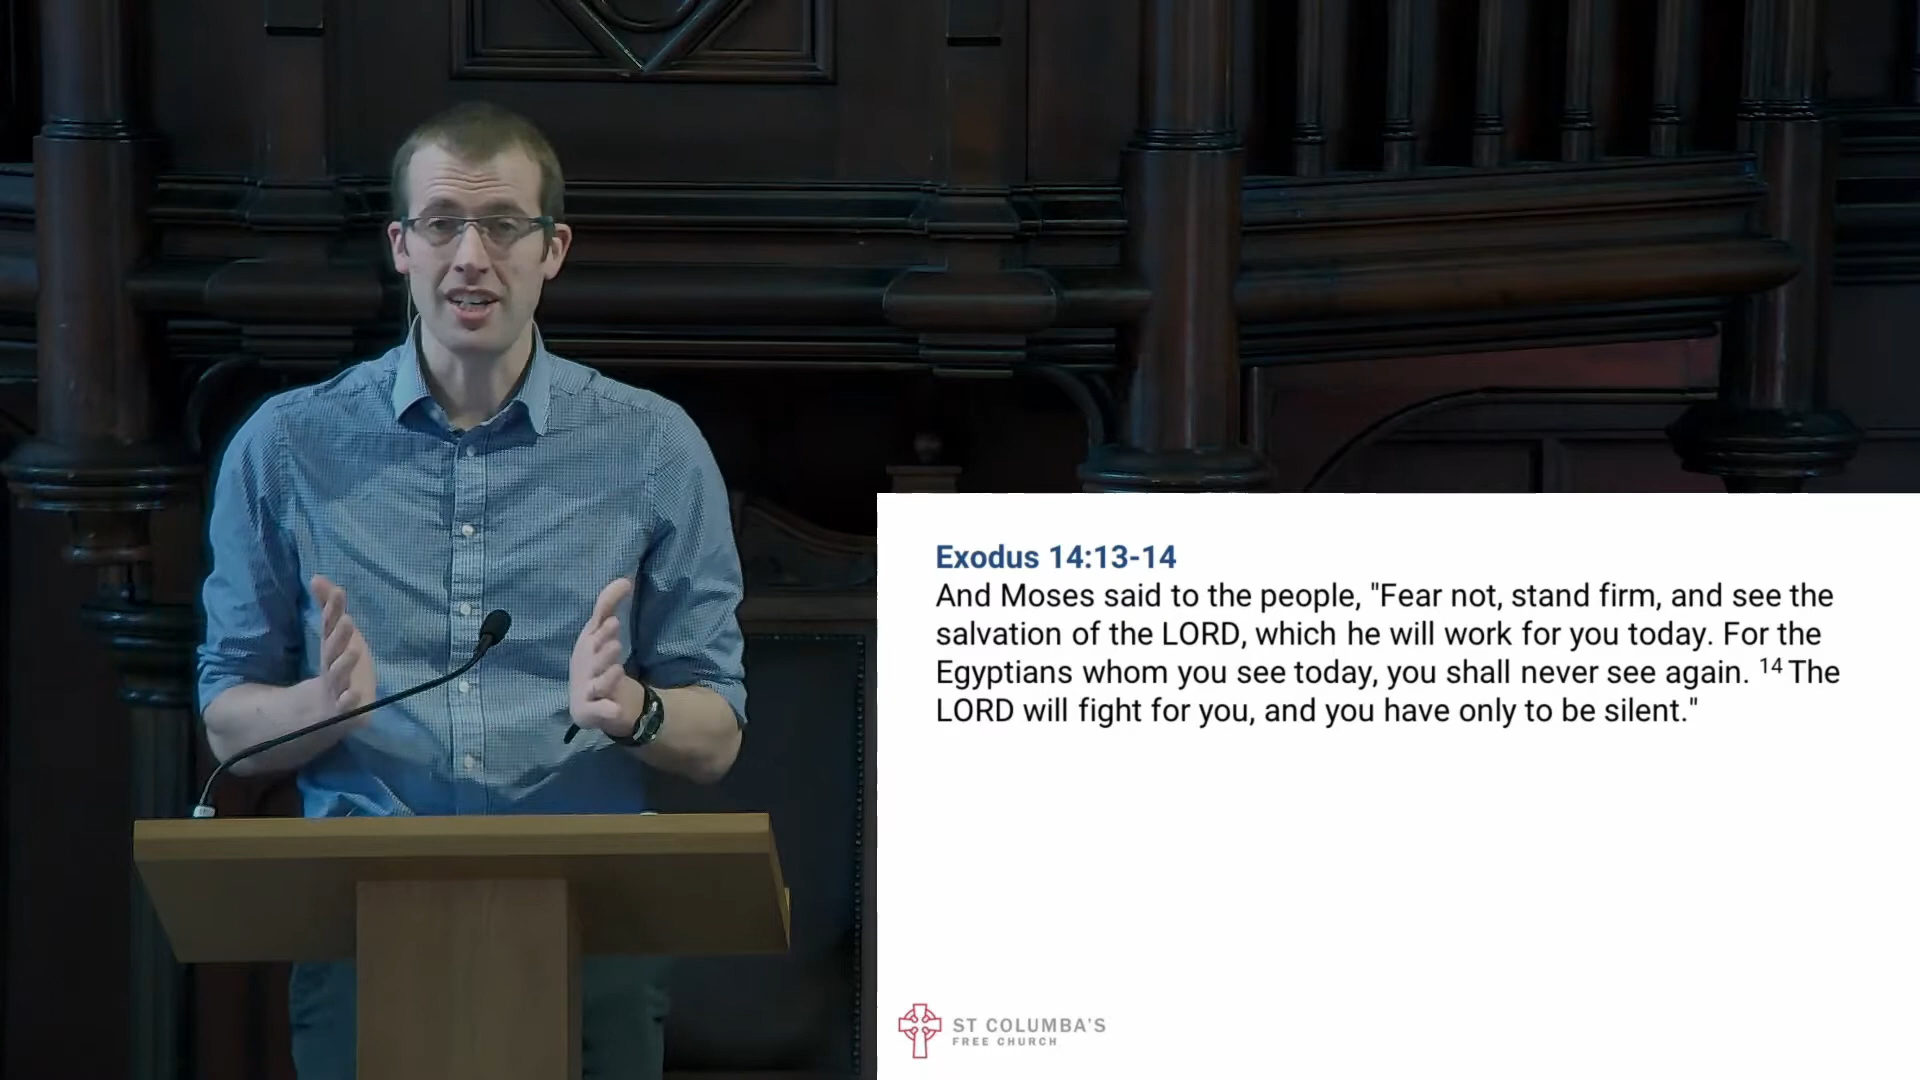 Exodus 14:13-14
And Moses said to the people, "Fear not, stand firm, and see the
salvation of the LORD, which he will work for you today. For the
Egyptians whom you see today, you shall never see again. 14 The
LORD will fight for you, and you have only to be silent."
ST COLUMBA'S
FREE CHURCH